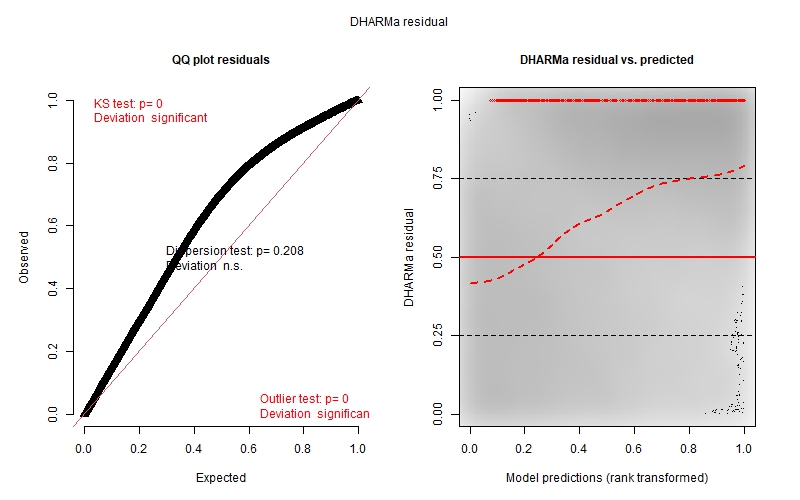 DHARMa residual
QQ plot residuals
KS test: p= 0
Deviation significant
Dispersion test: p= 0.208
Deviation n.s.
Outlier test: p= 0
Deviation significan
Observed
0.0 0.2 0.4 0.6 0.8 1.0
0.0 0.2 0.4 0.6 0.8 1.0
Expected
DHARMa residual vs. predicted
DHARMa residual
0.00 0.25 0.50 0.75 1.00
0.0 0.2 0.4 0.6 0.8 1.0
Model predictions (rank transformed)